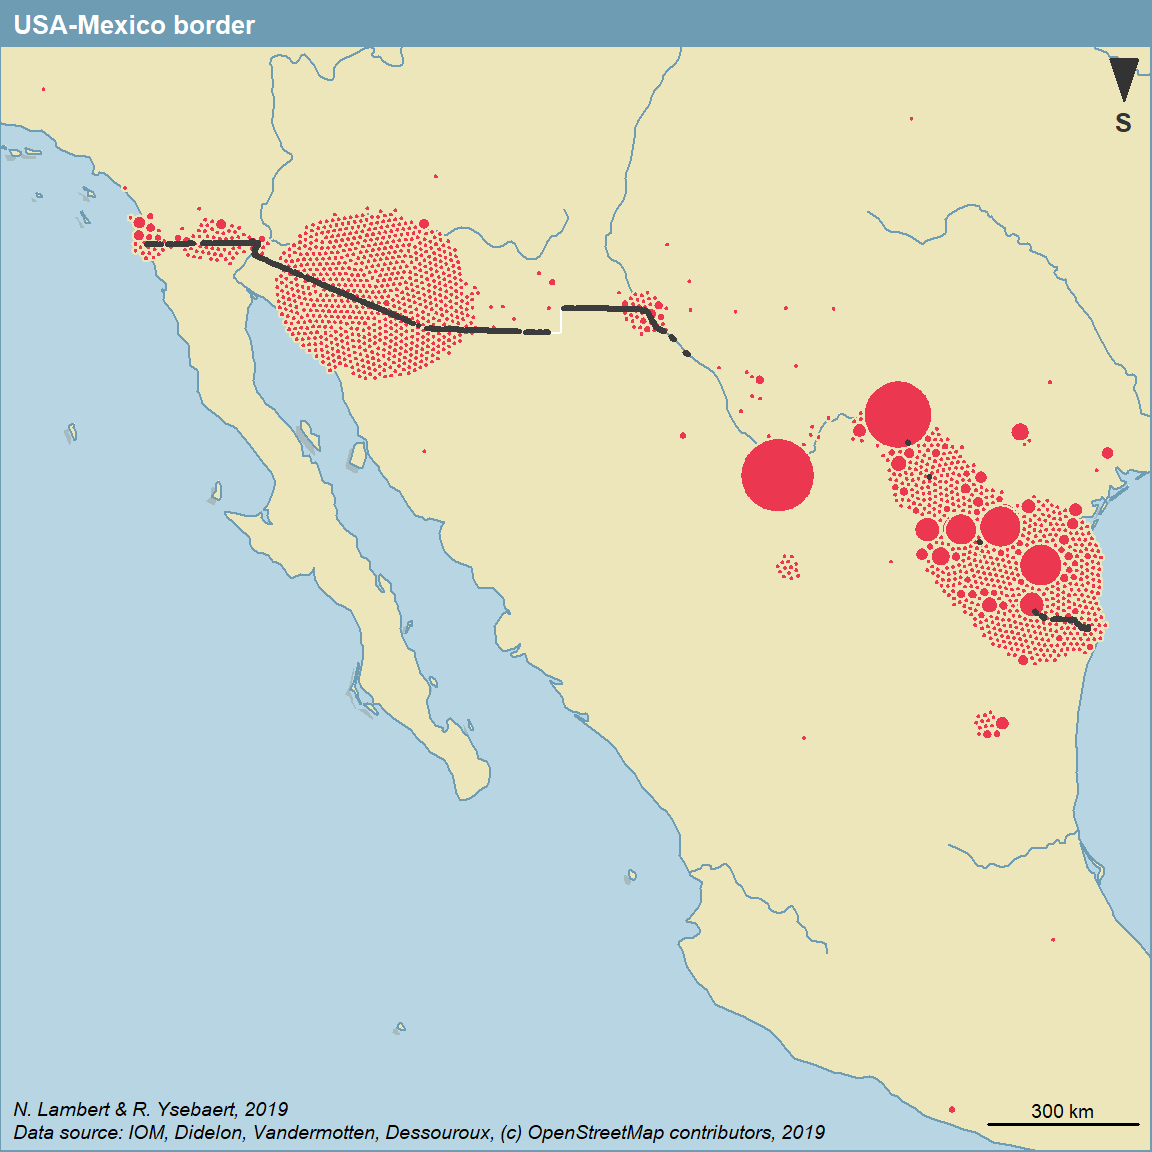 USA-Mexico border
S
300 km
N. Lambert & R. Ysebaert, 2019
Data source: IOM, Didelon, Vandermotten, Dessouroux, (c) OpenStreetMap contributors, 2019